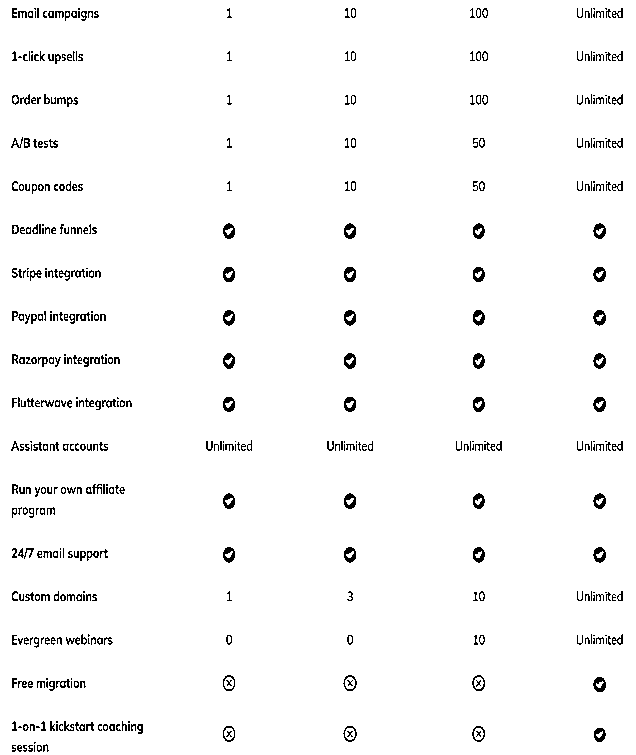 Email campaigns 1 10 100 Unlimited
1-click upsells 1 10 100 Unlimited
Order bumps 1 10 100 Unlimited
A/B tests 1 10 50 Unlimited
Coupon codes 1 10 50 Unlimited
Deadline funnels
Stripe integration
Paypal integration
Razorpay integration
Flutterwave integration
Assistant accounts Unlimited Unlimited Unlimited Unlimited
Run your own affiliate
program
24/7 email support
Custom domains 1 3 10 Unlimited
Evergreen webinars 0 0 10 Unlimited
Free migration
1-on-1 kickstart coaching
session